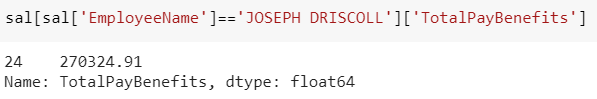 sal[sal['EmployeeName']=='JOSEPH DRISCOLL']['TotalPayBenefits']
24    270324.91
Name: TotalPayBenefits, dtype: float64